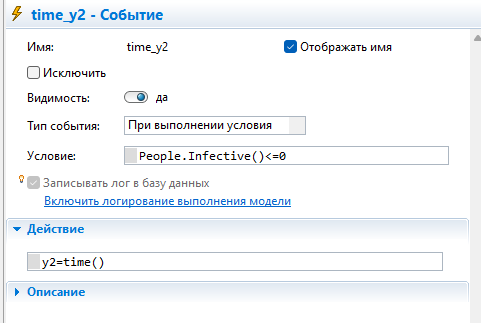 time_y2 - Событие
Имя: time_y2 Отображать имя
Исключить
Видимость: да
Тип события: При выполнении условия
Условие: People.Infective()<=0
Записывать лог в базу данных
Включить логирование выполнения модели
Действие
y2=time()
Описание